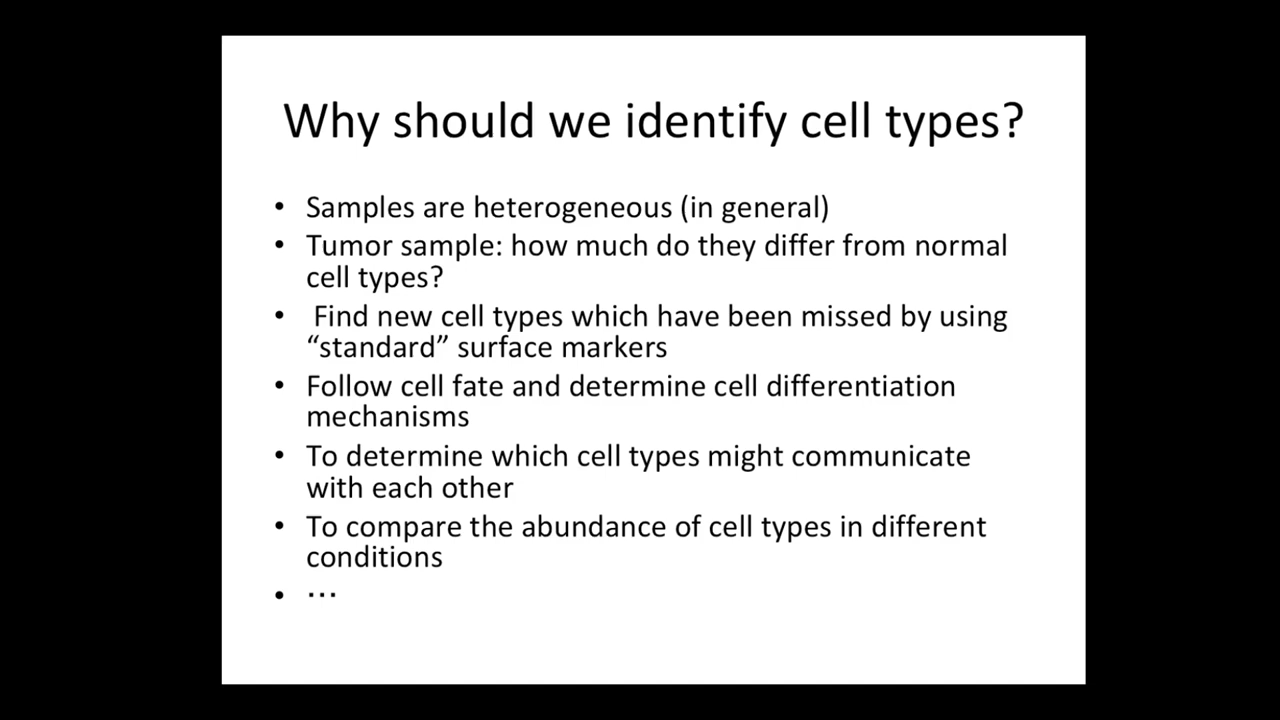 Why should we identify cell types?
• Samples are heterogeneous (in general)
• Tumor sample: how much do they differ from normal
cell types?
• Find new cell types which have been missed by using
“standard” surface markers
• Follow cell fate and determine cell differentiation
mechanisms
• To determine which cell types might communicate
with each other
• To compare the abundance of cell types in different
conditions
• ...